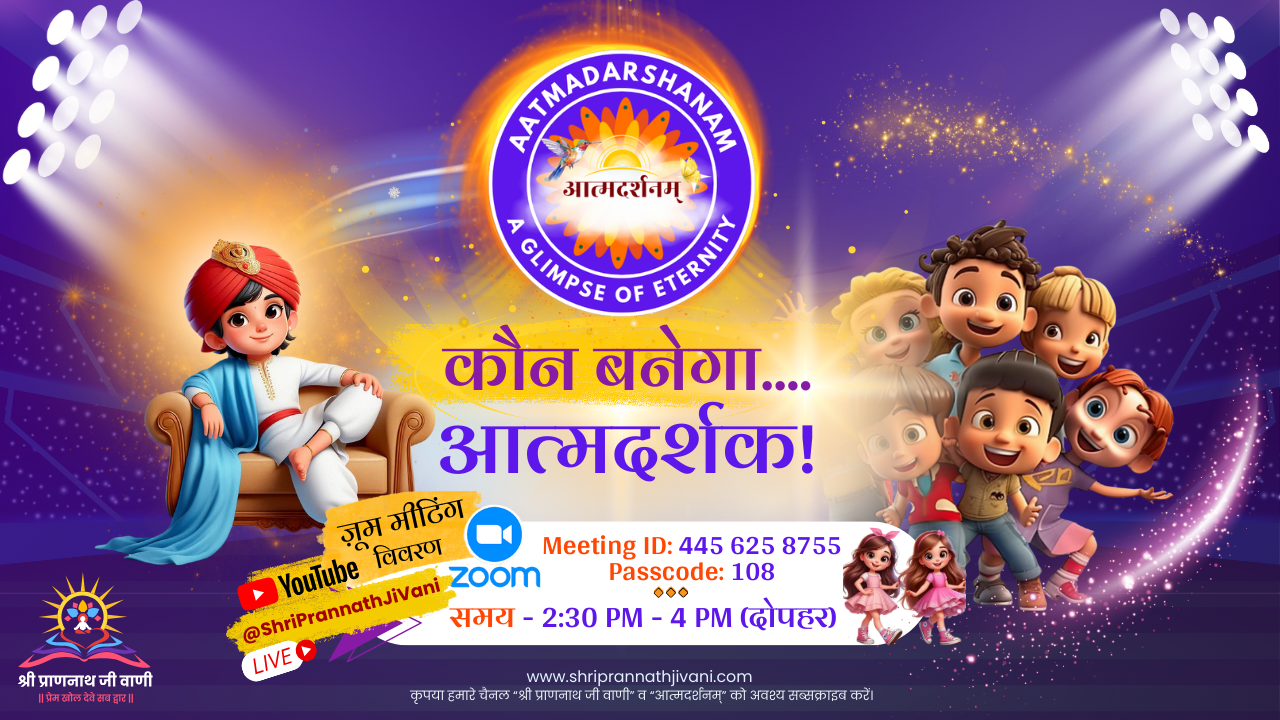 AATMADARSHANAM
आत्मदर्शनम्
A GLIMPSE OF ETERNITY
कौन बनेगा....
आत्मदर्शक!
ज़ूम मीटिंग
विवरण
YouTube
@ShriPrannathJiVani
LIVE
zoom
Meeting ID: 445 625 8755
Passcode: 108
समय - 2:30 PM - 4 PM (दोपहर)
श्री प्राणनाथ जी वाणी
|| प्रेम खोल देवे सब द्वार ||
www.shriprannathjivani.com
कृपया हमारे चैनल “श्री प्राणनाथ जी वाणी” व “आत्मदर्शनम्” को अवश्य सब्सक्राइब करें।